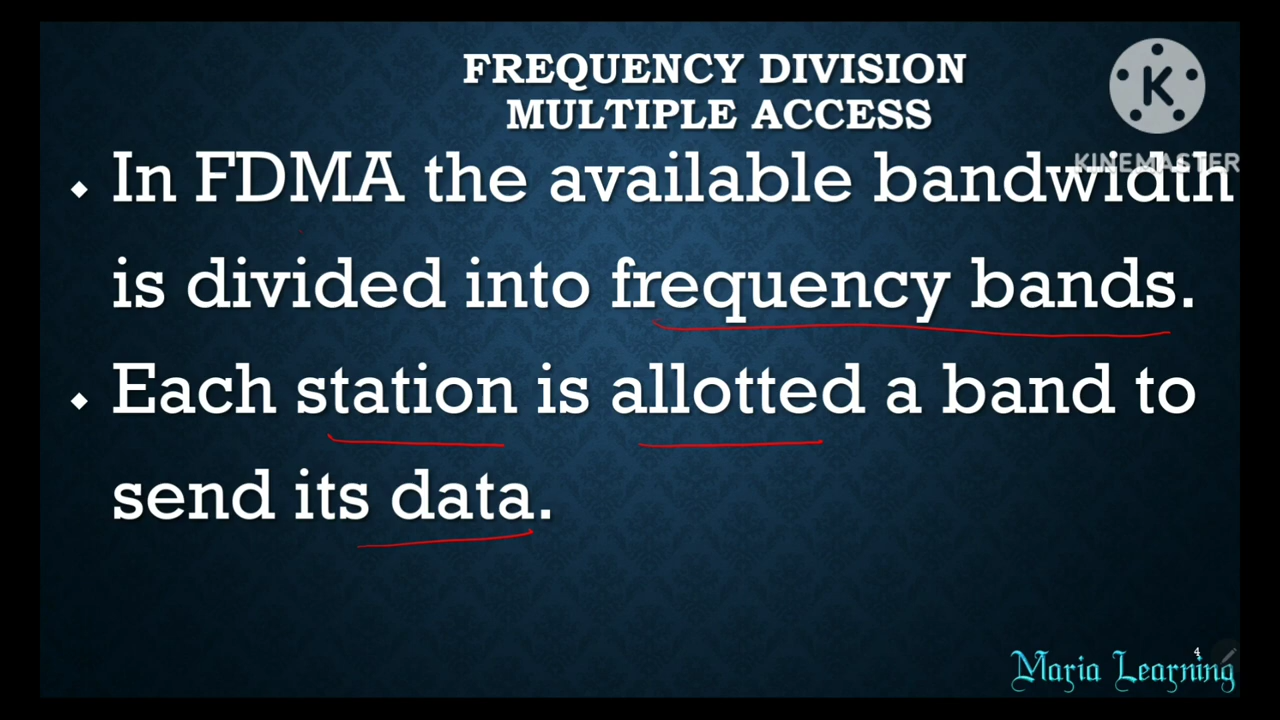 FREQUENCY DIVISION
MULTIPLE ACCESS
KINEMASTER
In FDMA the available bandwidth
is divided into frequency bands.
Each station is allotted a band to
send its data.
4
Maria Learning